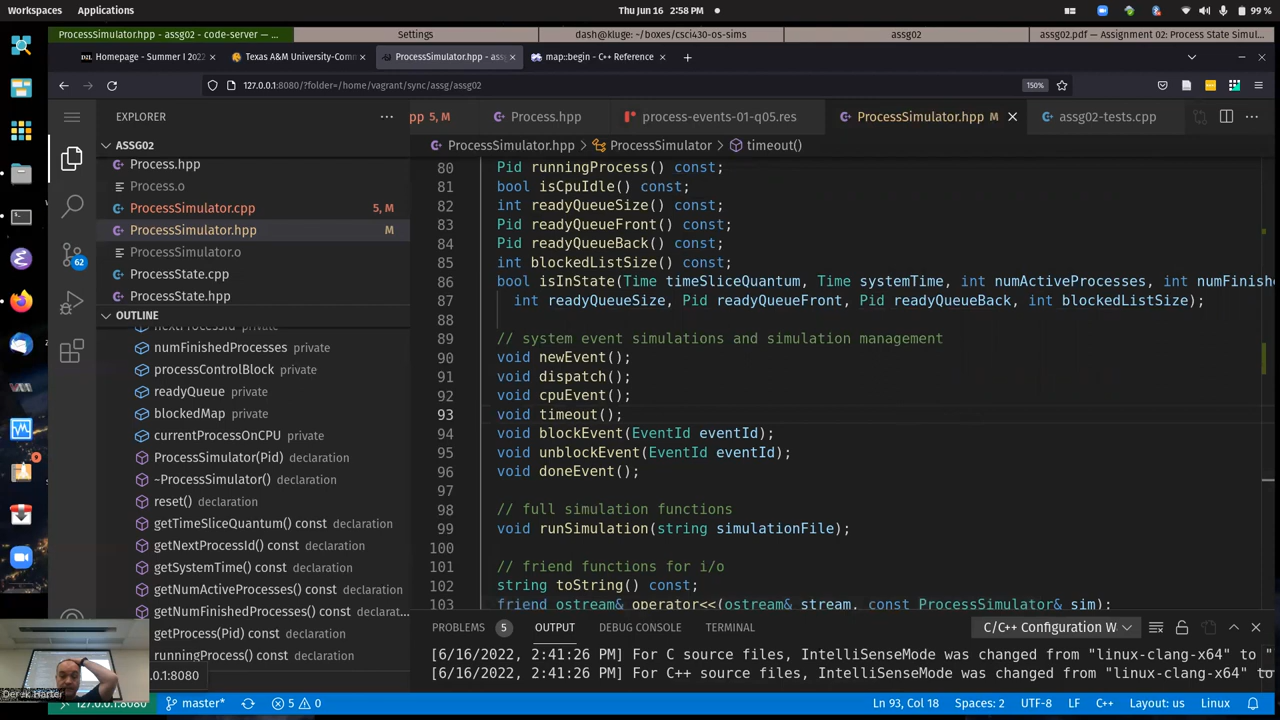 Workspaces Applications Thu Jun 16 2:58 PM 99 %
ProcessSimulator.hpp - assg02 - code-server — ... Settings dash@kluge: ~/boxes/csci430-os-sims assg02 assg02.pdf — Assignment 02: Process State Simul...
Homepage - Summer I 2022 Texas A&M University-Com ProcessSimulator.hpp - assg map::begin - C++ Reference
127.0.0.1:8080/?folder=/home/vagrant/sync/assg/assg02 150%
EXPLORER
pp 5, M Process.hpp process-events-01-q05.res ProcessSimulator.hpp M assg02-tests.cpp
ASSG02
ProcessSimulator.hpp > ProcessSimulator > timeout()
Process.hpp
Process.o
ProcessSimulator.cpp 5, M
ProcessSimulator.hpp M
ProcessSimulator.o
ProcessState.cpp
ProcessState.hpp
62
9
OUTLINE
nextProcessId private
numFinishedProcesses private
processControlBlock private
readyQueue private
blockedMap private
currentProcessOnCPU private
ProcessSimulator(Pid) declaration
~ProcessSimulator() declaration
reset() declaration
getTimeSliceQuantum() const declaration
getNextProcessId() const declaration
getSystemTime() const declaration
getNumActiveProcesses() const declaration
getNumFinishedProcesses() const declarat...
getProcess(Pid) declaration
runningProcess() const declaration
80 Pid runningProcess() const;
81 bool isCpuIdle() const;
82 int readyQueueSize() const;
83 Pid readyQueueFront() const;
84 Pid readyQueueBack() const;
85 int blockedListSize() const;
86 bool isInState(Time timeSliceQuantum, Time systemTime, int numActiveProcesses, int numFinishe
87 int readyQueueSize, Pid readyQueueFront, Pid readyQueueBack, int blockedListSize);
88
89 // system event simulations and simulation management
90 void newEvent();
91 void dispatch();
92 void cpuEvent();
93 void timeout();
94 void blockEvent(EventId eventId);
95 void unblockEvent(EventId eventId);
96 void doneEvent();
97
98 // full simulation functions
99 void runSimulation(string simulationFile);
100
101 // friend functions for i/o
102 string toString() const;
103 friend ostream& operator<<(ostream& stream, const ProcessSimulator& sim);
PROBLEMS 5 OUTPUT DEBUG CONSOLE TERMINAL C/C++ Configuration W
[6/16/2022, 2:41:26 PM] For C source files, IntelliSenseMode was changed from "linux-clang-x64" to "
[6/16/2022, 2:41:26 PM] For C++ source files, IntelliSenseMode was changed from "linux-clang-x64" to
.0.1:8080
Derek Harter
127.0.0.1:8080 master* 5 0 Ln 93, Col 18 Spaces: 2 UTF-8 LF C++ Layout: us Linux